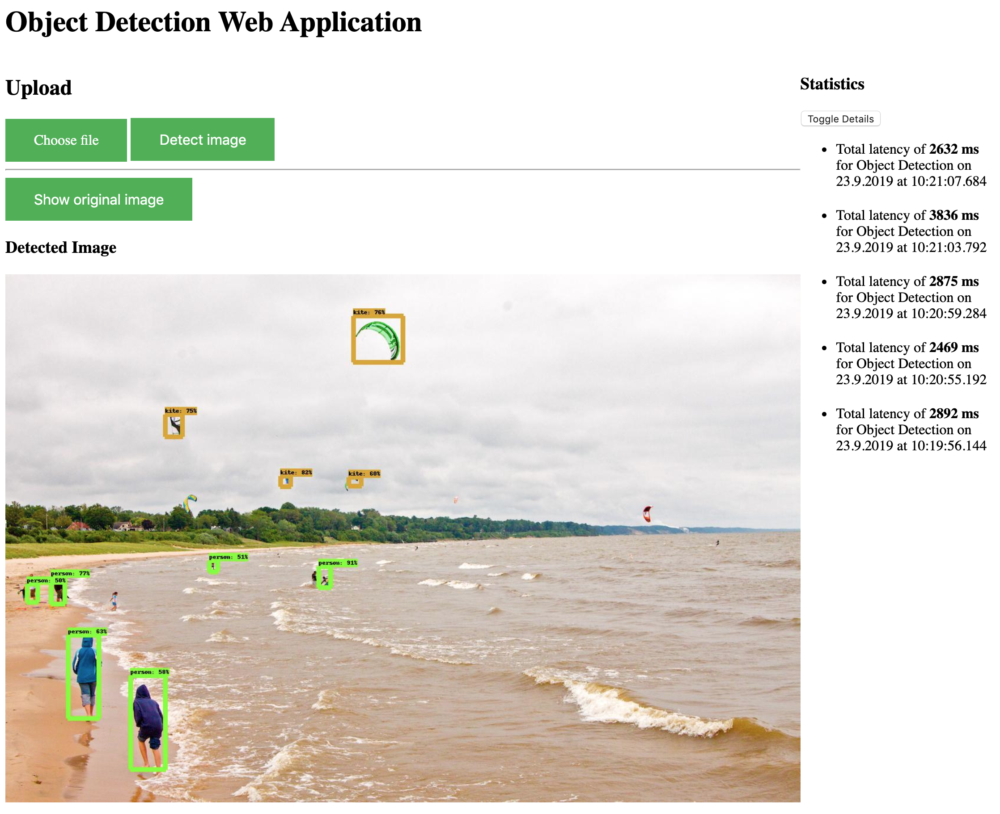 Object Detection Web Application
Upload
Choose file
Detect image
Show original image
Detected Image
kite: 76%
kite: 75%
kite: 82%
kite: 60%
person: 51%
person: 91%
person: 77%
person: 50%
person: 63%
person: 58%
Statistics
Toggle Details
Total latency of 2632 ms
for Object Detection on
23.9.2019 at 10:21:07.684
Total latency of 3836 ms
for Object Detection on
23.9.2019 at 10:21:03.792
Total latency of 2875 ms
for Object Detection on
23.9.2019 at 10:20:59.284
Total latency of 2469 ms
for Object Detection on
23.9.2019 at 10:20:55.192
Total latency of 2892 ms
for Object Detection on
23.9.2019 at 10:19:56.144